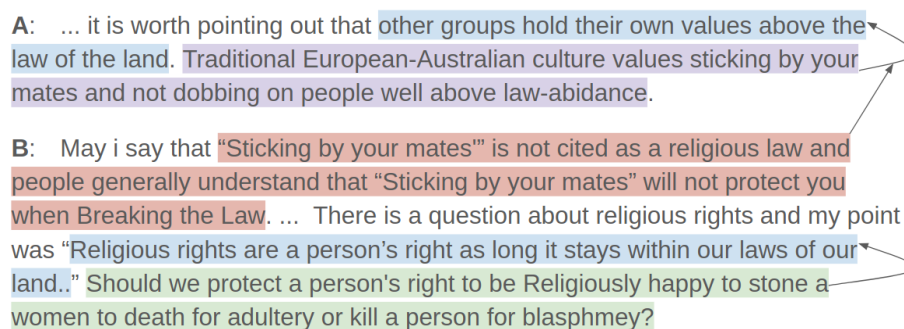 A: ... it is worth pointing out that other groups hold their own values above the
law of the land. Traditional European-Australian culture values sticking by your
mates and not dobbing on people well above law-abidance.
B: May i say that “Sticking by your mates'” is not cited as a religious law and
people generally understand that “Sticking by your mates” will not protect you
when Breaking the Law. ... There is a question about religious rights and my point
was “Religious rights are a person’s right as long it stays within our laws of our
land..” Should we protect a person's right to be Religiously happy to stone a
women to death for adultery or kill a person for blasphmey?